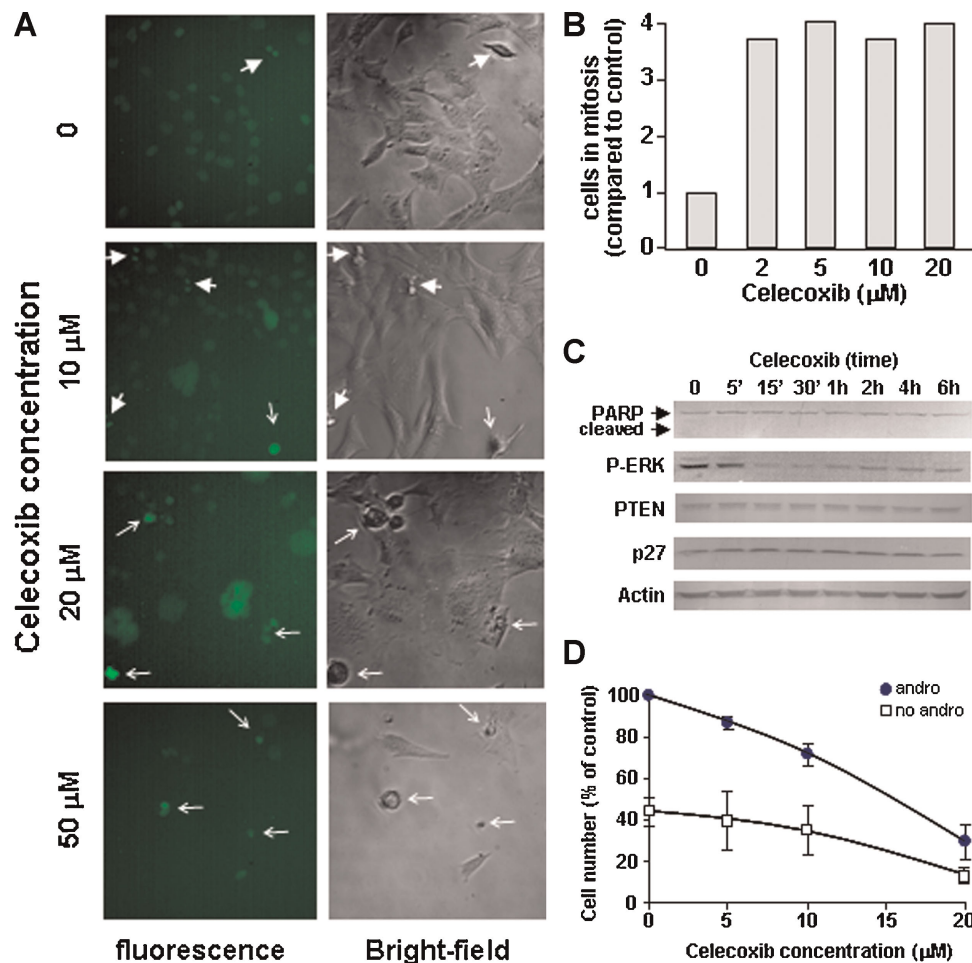 A
Celecoxib concentration
0
10 μM
20 μM
50 μM
fluorescence
Bright-field
B
cells in mitosis
(compared to control)
4
3
2
1
0
0 2 5 10 20
Celecoxib (μM)
C
Celecoxib (time)
0 5' 15' 30' 1h 2h 4h 6h
PARP
cleaved
P-ERK
PTEN
p27
Actin
D
Cell number (% of control)
100
80
60
40
20
0
andro
no andro
0 5 10 15 20
Celecoxib concentration (μM)